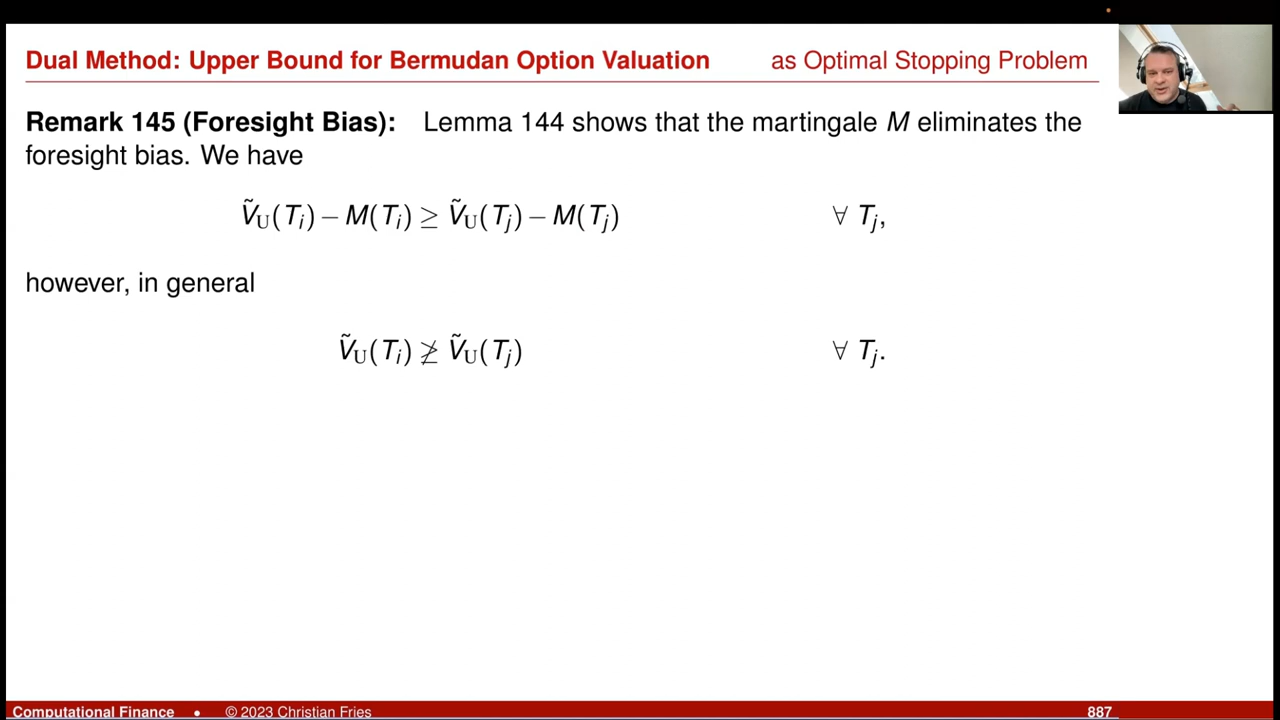 Dual Method: Upper Bound for Bermudan Option Valuation as Optimal Stopping Problem
Remark 145 (Foresight Bias): Lemma 144 shows that the martingale M eliminates the
foresight bias. We have
Ṽ_U(T_i) − M(T_i) ≥ Ṽ_U(T_j) − M(T_j) ∀ T_j,
however, in general
Ṽ_U(T_i) ≱ Ṽ_U(T_j) ∀ T_j.
Computational Finance • © 2023 Christian Fries 887